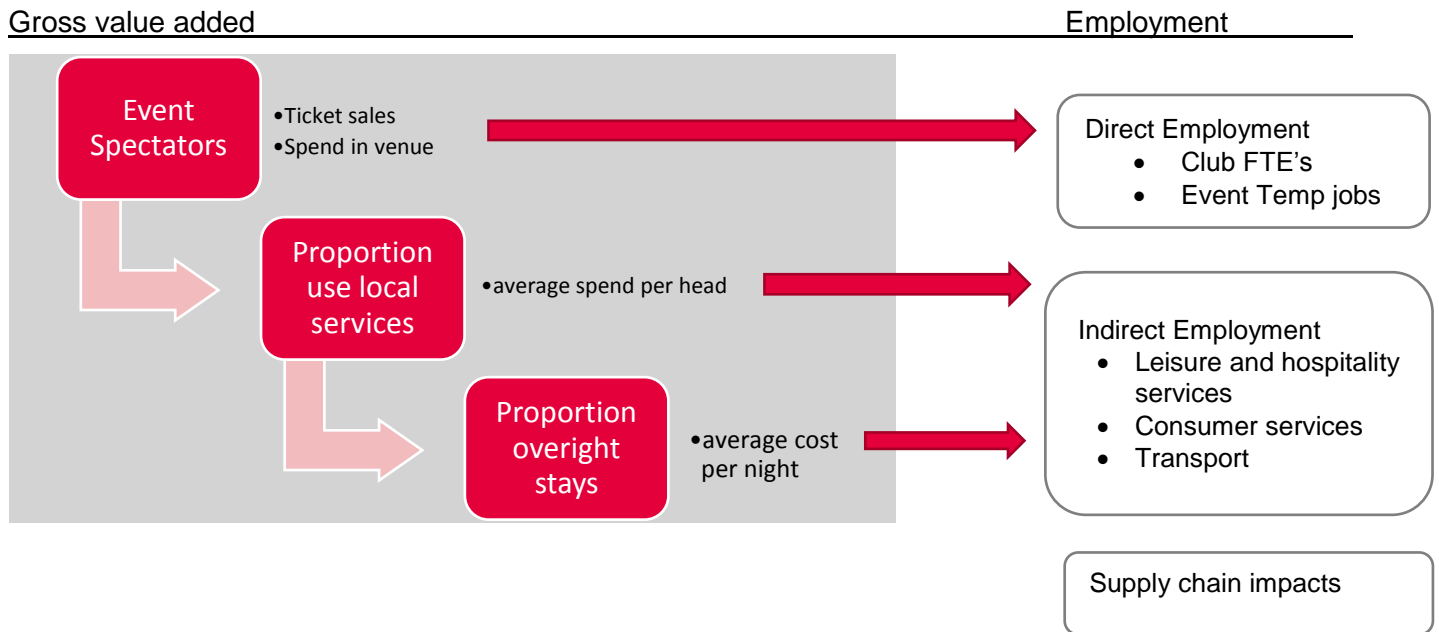 Gross value added
Employment
Event
Spectators
•Ticket sales
•Spend in venue
Direct Employment
• Club FTE's
• Event Temp jobs
Proportion
use local
services
•average spend per head
Indirect Employment
• Leisure and hospitality
services
• Consumer services
• Transport
Proportion
overight
stays
•average cost
per night
Supply chain impacts